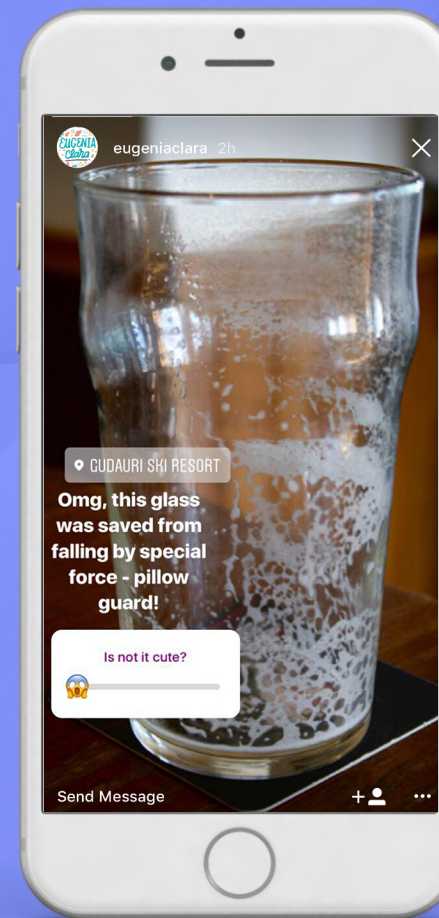 EUGENIA
Clara
eugeniaclara 2h
GUDAURI SKI RESORT
Omg, this glass
was saved from
falling by special
force - pillow
guard!
Is not it cute?
Send Message